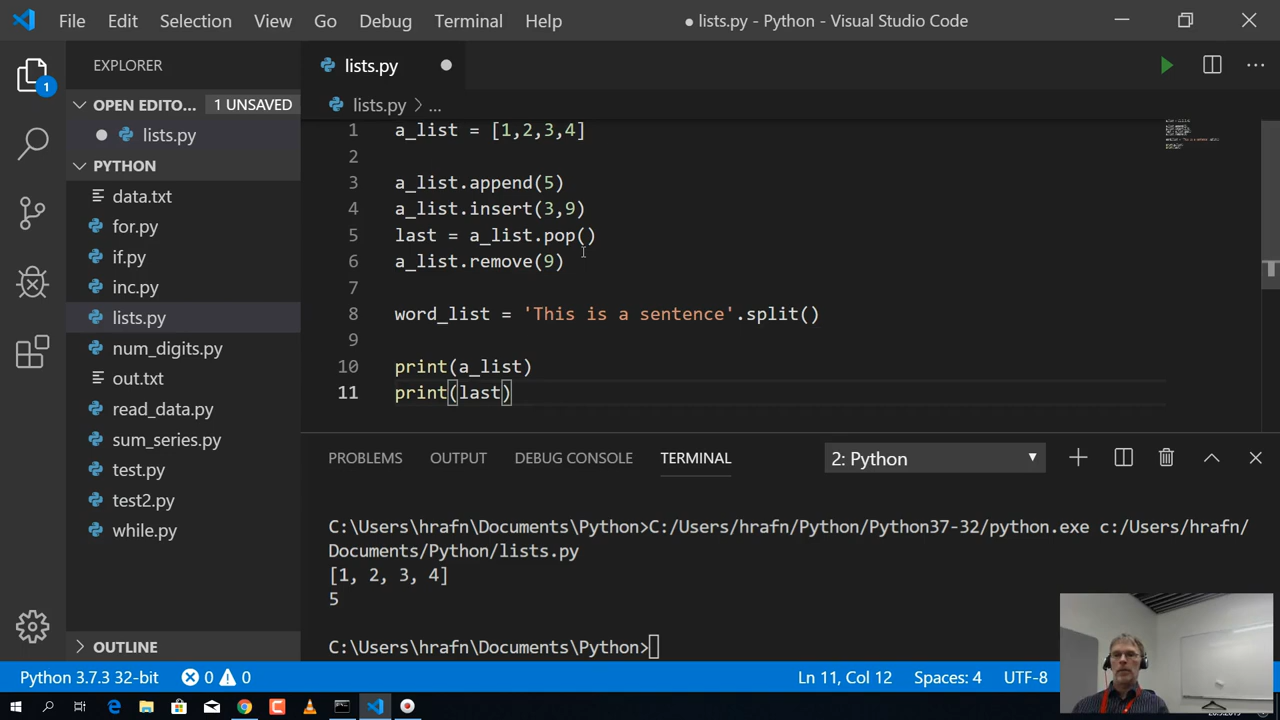 File Edit Selection View Go Debug Terminal Help ● lists.py - Python - Visual Studio Code
EXPLORER
OPEN EDITO... 1 UNSAVED
lists.py
PYTHON
data.txt
for.py
if.py
inc.py
lists.py
num_digits.py
out.txt
read_data.py
sum_series.py
test.py
test2.py
while.py
OUTLINE
1
lists.py
lists.py > ...
1 a_list = [1,2,3,4]
2
3 a_list.append(5)
4 a_list.insert(3,9)
5 last = a_list.pop()
6 a_list.remove(9)
7
8 word_list = 'This is a sentence'.split()
9
10 print(a_list)
11 print(last)
PROBLEMS OUTPUT DEBUG CONSOLE TERMINAL 2: Python
C:\Users\hrafn\Documents\Python>C:/Users/hrafn/Python/Python37-32/python.exe c:/Users/hrafn/
Documents/Python/lists.py
[1, 2, 3, 4]
5
C:\Users\hrafn\Documents\Python>
Python 3.7.3 32-bit 0 0 Ln 11, Col 12 Spaces: 4 UTF-8